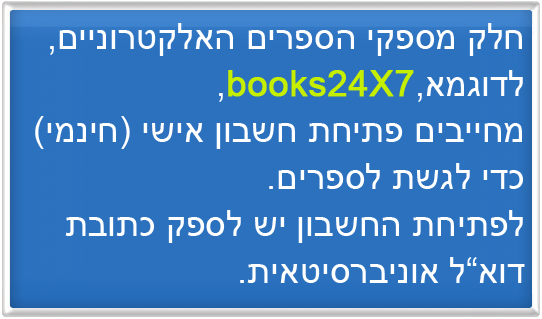 חלק מספקי הספרים האלקטרוניים,
לדוגמא,books24X7,
מחייבים פתיחת חשבון אישי (חינמי)
כדי לגשת לספרים.
לפתיחת החשבון יש לספק כתובת
דוא“ל אוניברסיטאית.